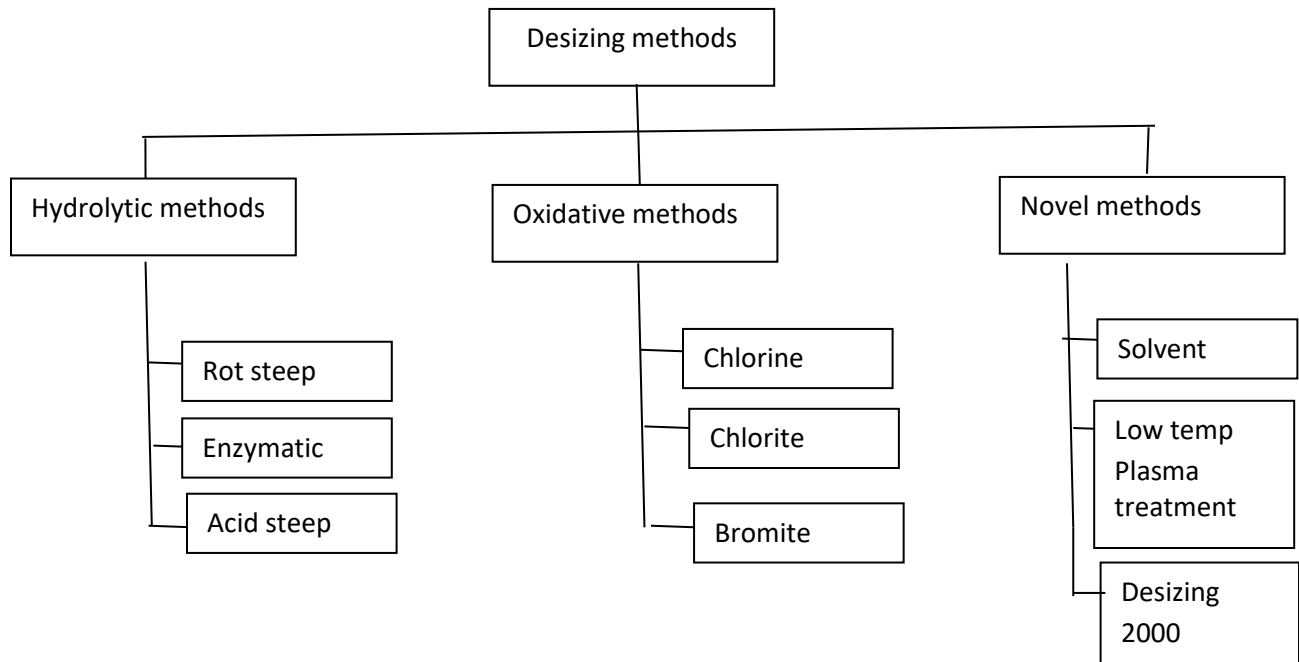 Desizing methods
Hydrolytic methods
Oxidative methods
Novel methods
Rot steep
Enzymatic
Acid steep
Chlorine
Chlorite
Bromite
Solvent
Low temp
Plasma
treatment
Desizing
2000